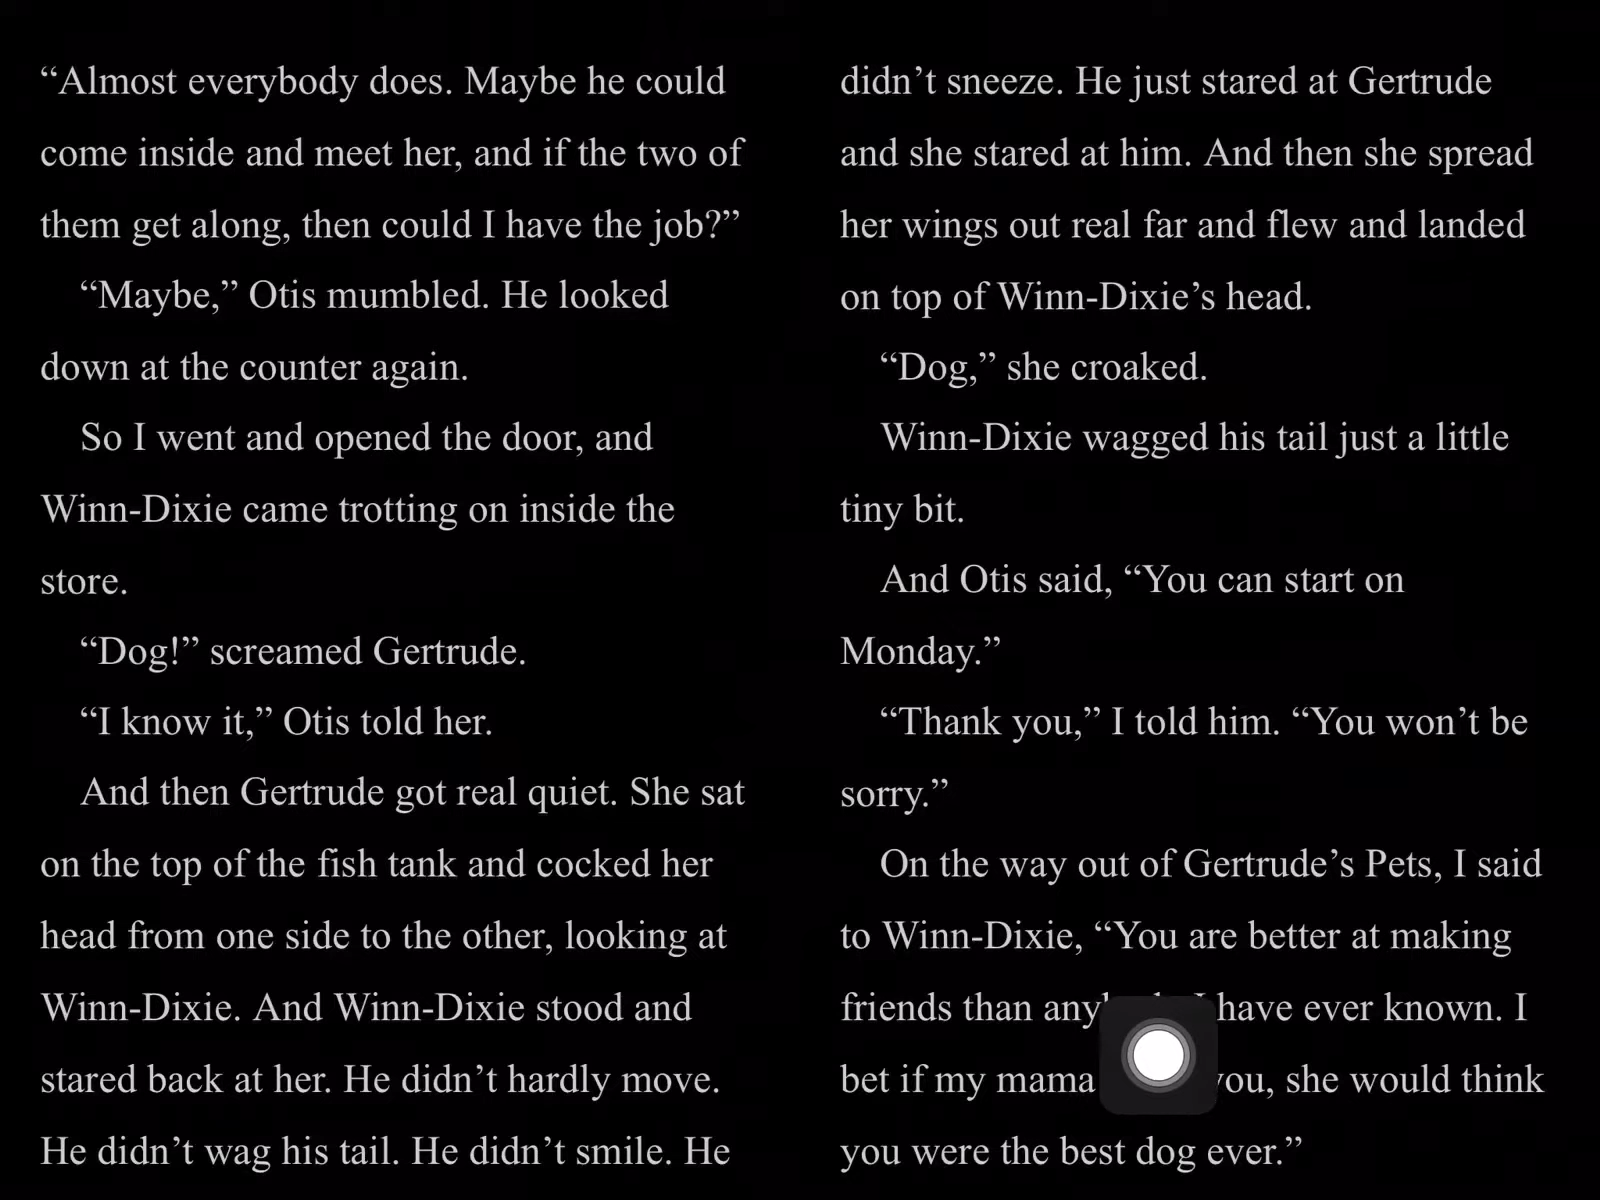 “Almost everybody does. Maybe he could
come inside and meet her, and if the two of
them get along, then could I have the job?”
“Maybe,” Otis mumbled. He looked
down at the counter again.
So I went and opened the door, and
Winn-Dixie came trotting on inside the
store.
“Dog!” screamed Gertrude.
“I know it,” Otis told her.
And then Gertrude got real quiet. She sat
on the top of the fish tank and cocked her
head from one side to the other, looking at
Winn-Dixie. And Winn-Dixie stood and
stared back at her. He didn’t hardly move.
He didn’t wag his tail. He didn’t smile. He
didn’t sneeze. He just stared at Gertrude
and she stared at him. And then she spread
her wings out real far and flew and landed
on top of Winn-Dixie’s head.
“Dog,” she croaked.
Winn-Dixie wagged his tail just a little
tiny bit.
And Otis said, “You can start on
Monday.”
“Thank you,” I told him. “You won’t be
sorry.”
On the way out of Gertrude’s Pets, I said
to Winn-Dixie, “You are better at making
friends than I have ever known. I
bet if my mama you, she would think
you were the best dog ever.”